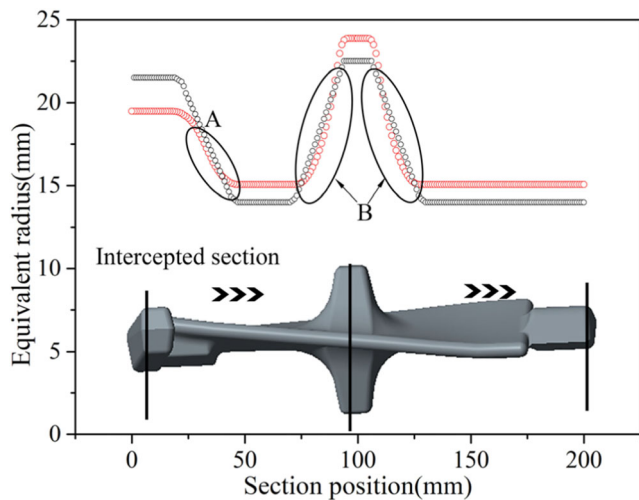 25
20
15
10
5
0
Equivalent radius(mm)
A
B
Intercepted section
0 50 100 150 200
Section position(mm)